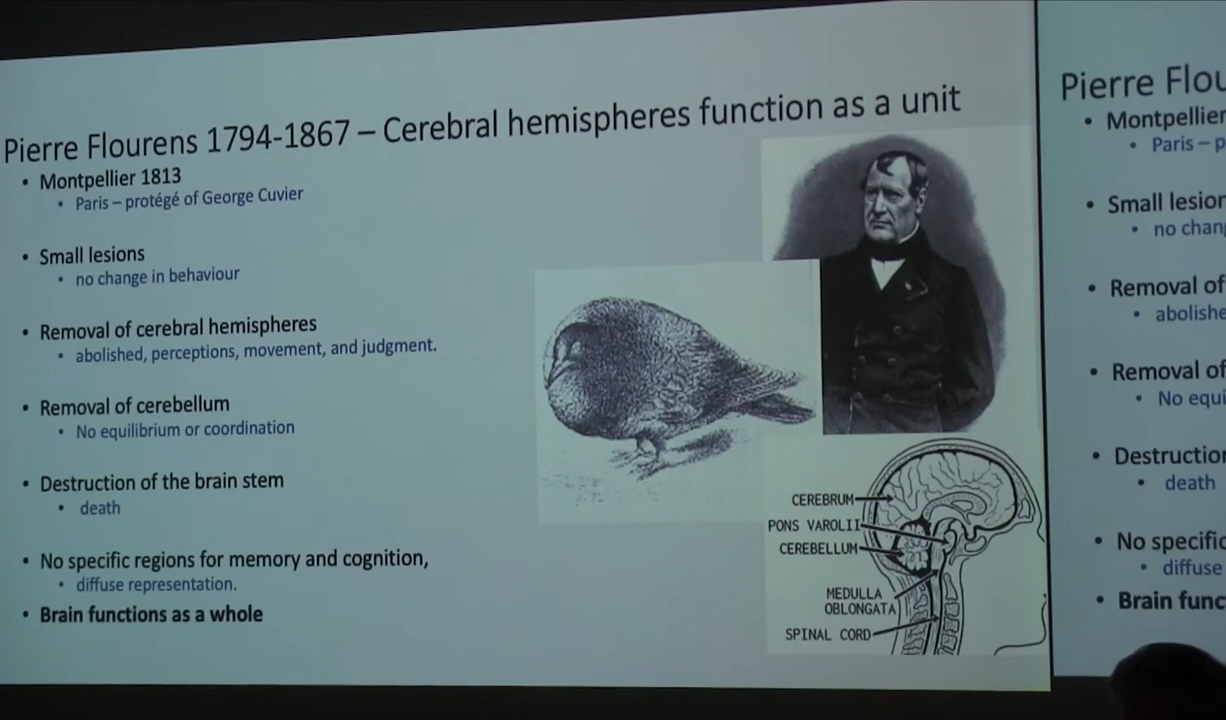 Pierre Flourens 1794-1867 – Cerebral hemispheres function as a unit
• Montpellier 1813
• Paris – protégé of George Cuvier
• Small lesions
• no change in behaviour
• Removal of cerebral hemispheres
• abolished, perceptions, movement, and judgment.
• Removal of cerebellum
• No equilibrium or coordination
• Destruction of the brain stem
• death
• No specific regions for memory and cognition,
• diffuse representation.
• Brain functions as a whole
CEREBRUM
PONS VAROLII
CEREBELLUM
MEDULLA
OBLONGATA
SPINAL CORD
Pierre Flou
• Montpellier
• Paris – p
• Small lesion
• no chan
• Removal of
• abolishe
• Removal of
• No equi
• Destruction
• death
• No specific
• diffuse
• Brain func